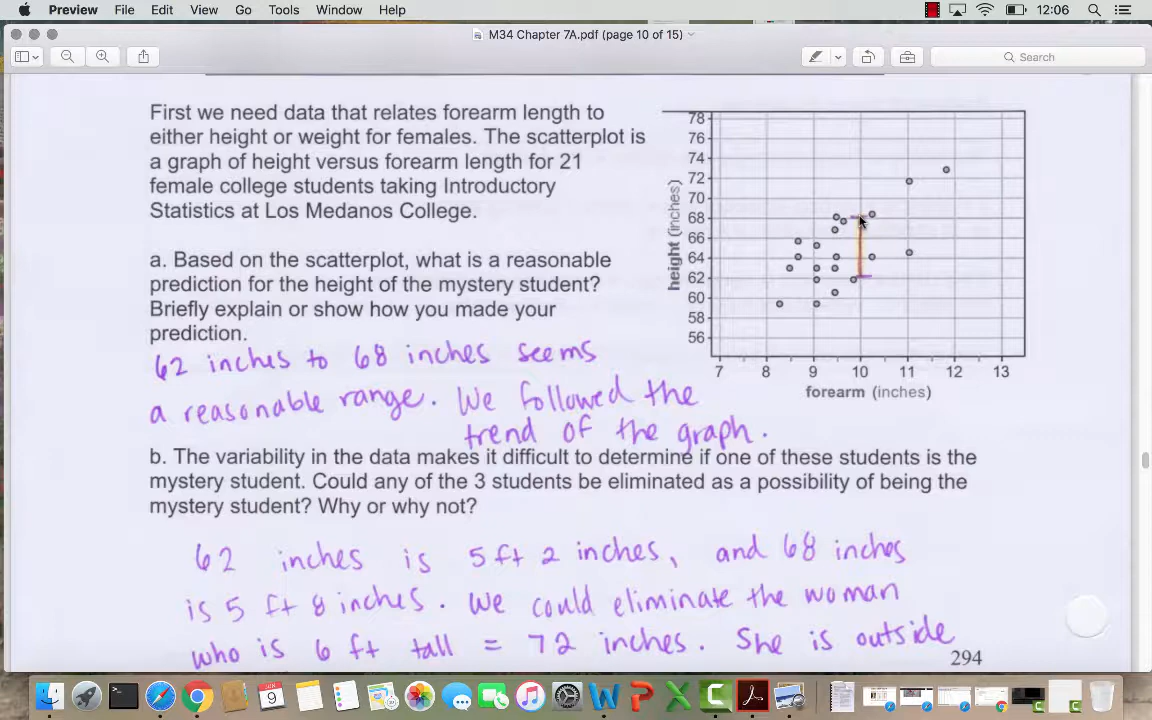 Preview File Edit View Go Tools Window Help 12:06
M34 Chapter 7A.pdf (page 10 of 15)
Search
First we need data that relates forearm length to
either height or weight for females. The scatterplot is
a graph of height versus forearm length for 21
female college students taking Introductory
Statistics at Los Medanos College.
a. Based on the scatterplot, what is a reasonable
prediction for the height of the mystery student?
Briefly explain or show how you made your
prediction.
62 inches to 68 inches seems
a reasonable range. We followed the
trend of the graph.
78
76
74
72
70
68
66
64
62
60
58
56
height (inches)
7 8 9 10 11 12 13
forearm (inches)
b. The variability in the data makes it difficult to determine if one of these students is the
mystery student. Could any of the 3 students be eliminated as a possibility of being the
mystery student? Why or why not?
62 inches is 5 ft 2 inches, and 68 inches
is 5 ft 8 inches. We could eliminate the woman
who is 6 ft tall = 72 inches. She is outside
294
9